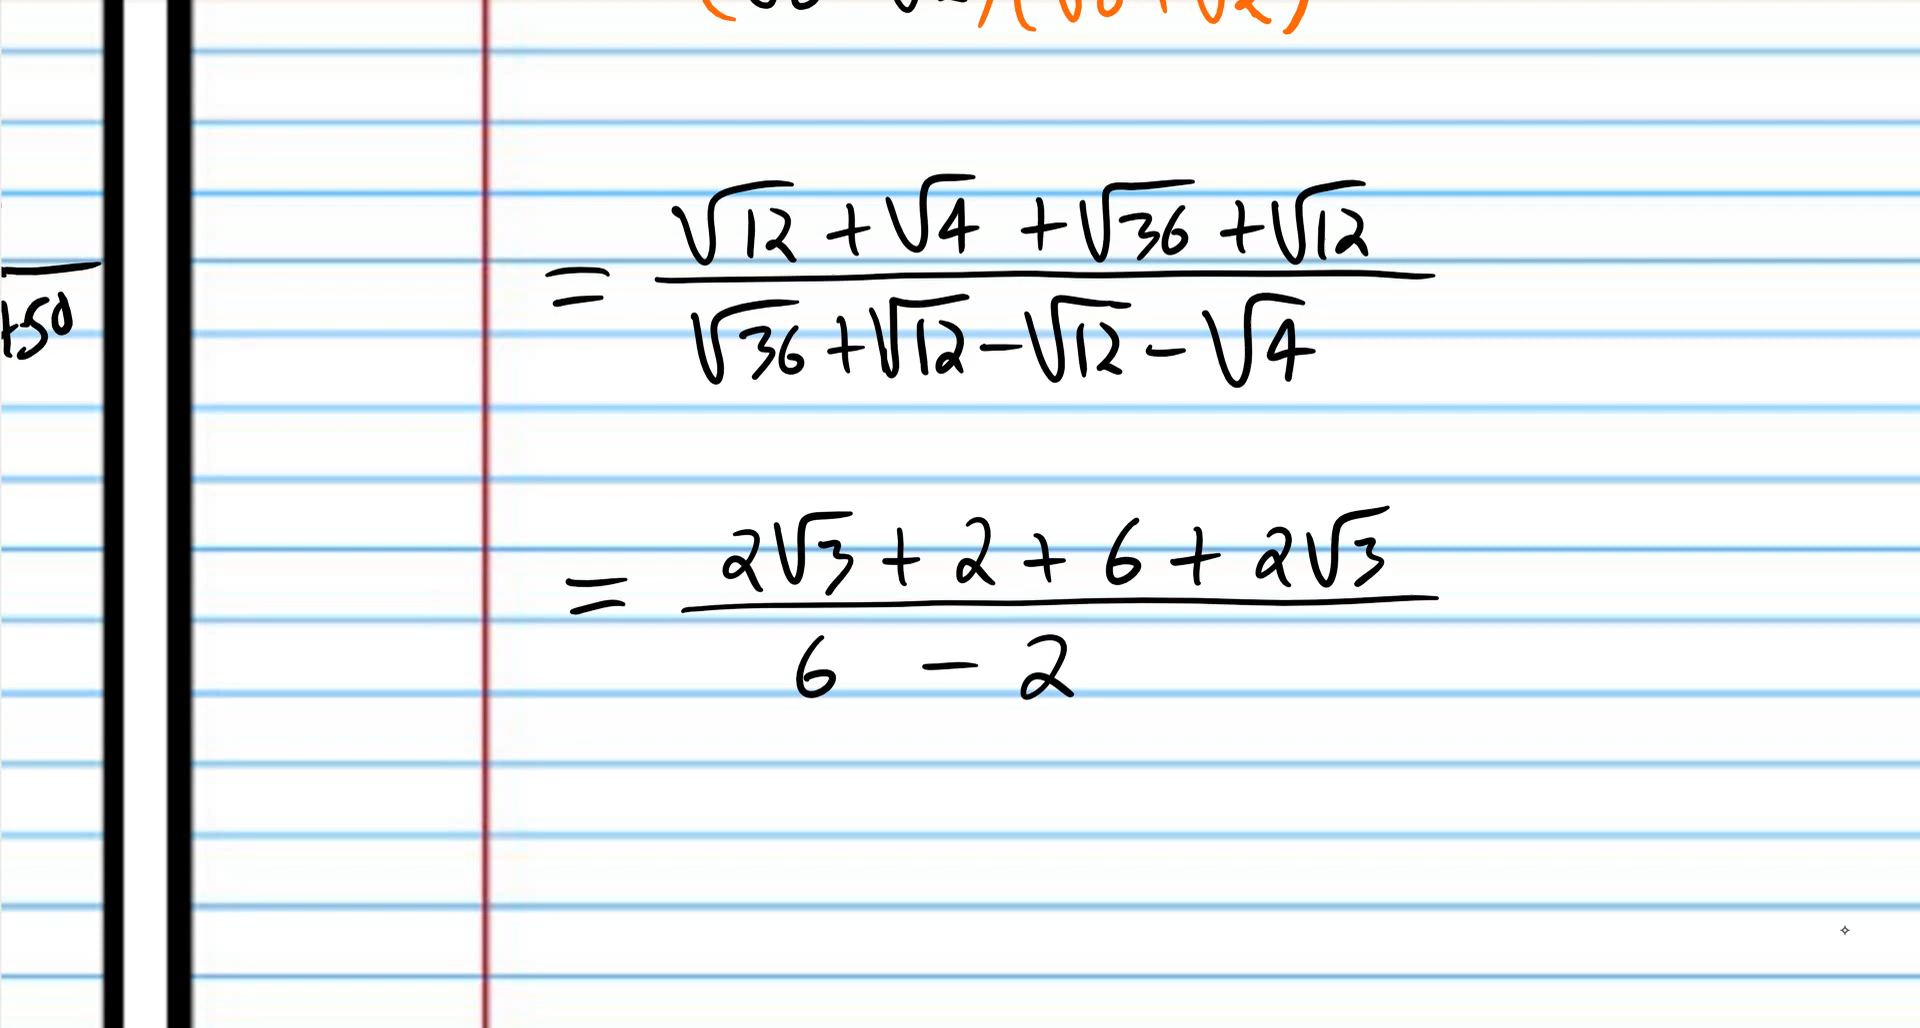 = (√12 + √4 + √36 + √12) / (√36 + √12 − √12 − √4)
= (2√3 + 2 + 6 + 2√3) / (6 − 2)